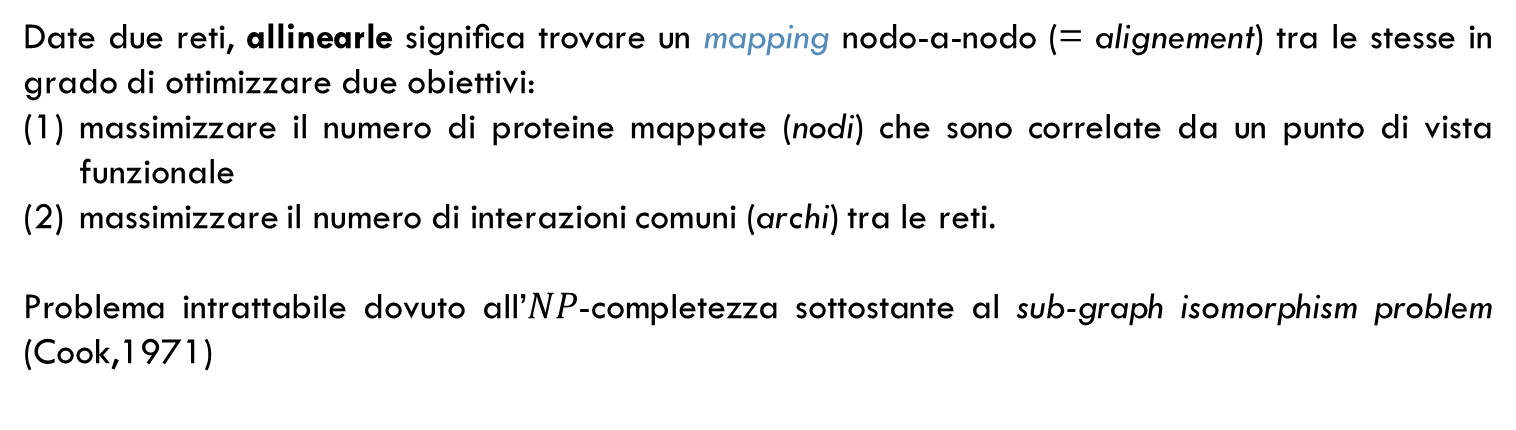 Date due reti, allinearle significa trovare un mapping nodo-a-nodo (= alignement) tra le stesse in
grado di ottimizzare due obiettivi:
(1) massimizzare il numero di proteine mappate (nodi) che sono correlate da un punto di vista
funzionale
(2) massimizzare il numero di interazioni comuni (archi) tra le reti.
Problema intrattabile dovuto all'NP-completezza sottostante al sub-graph isomorphism problem
(Cook,1971)